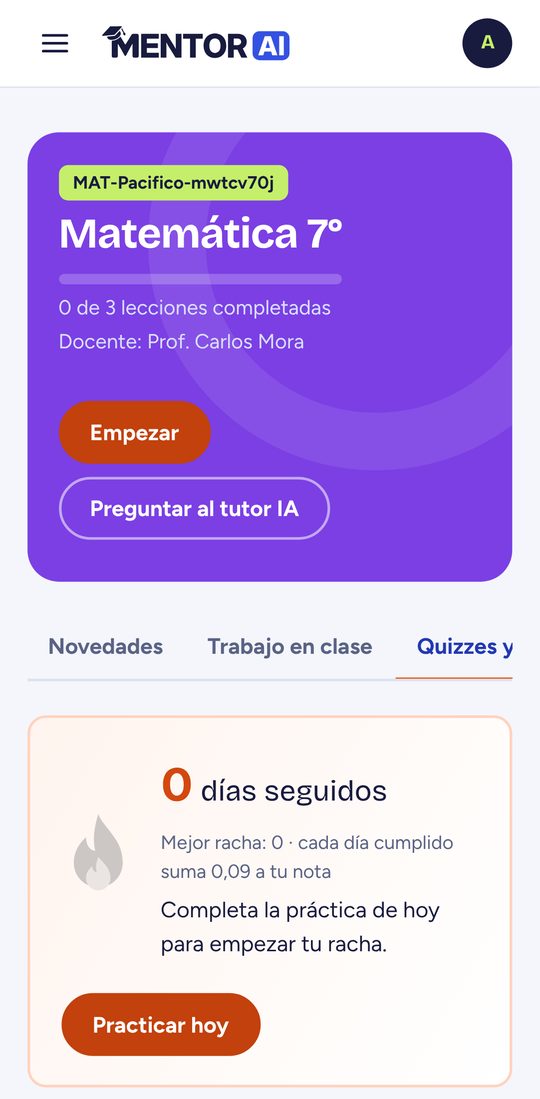 MENTOR AI
A
MAT-Pacifico-mwtcv70j
Matemática 7º
0 de 3 lecciones completadas
Docente: Prof. Carlos Mora
Empezar
Preguntar al tutor IA
Novedades Trabajo en clase Quizzes y
0 días seguidos
Mejor racha: 0 · cada día cumplido
suma 0,09 a tu nota
Completa la práctica de hoy
para empezar tu racha.
Practicar hoy